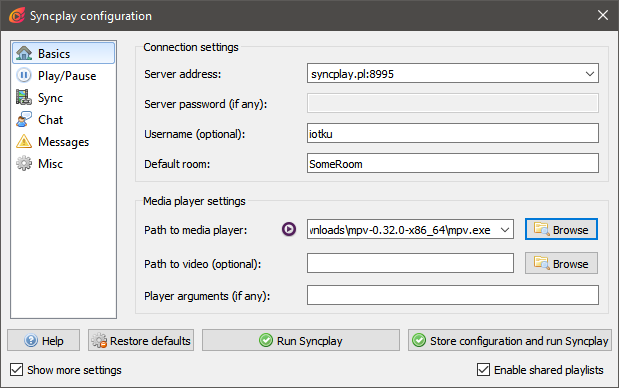 Syncplay configuration
Basics
Play/Pause
Sync
Chat
Messages
Misc
Connection settings
Server address: syncplay.pl:8995
Server password (if any):
Username (optional): iotku
Default room: SomeRoom
Media player settings
Path to media player: wnloads\mpv-0.32.0-x86_64\mpv.exe Browse
Path to video (optional): Browse
Player arguments (if any):
Help Restore defaults Run Syncplay Store configuration and run Syncplay
Show more settings Enable shared playlists